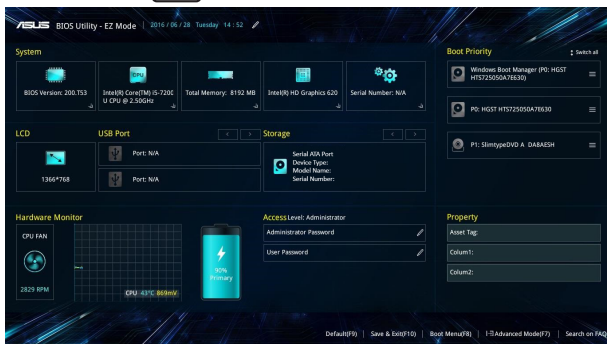 ASUS BIOS Utility - EZ Mode | 2016 / 06 / 28 Tuesday 14 : 52
System
BIOS Version: 200.T53
CPU
Intel(R) Core(TM) i5-7200
U CPU @ 2.50GHz
Total Memory: 8192 MB
Intel(R) HD Graphics 620
Serial Number: N/A
Boot Priority
Switch all
Windows Boot Manager (P0: HGST
HTS725050A7E630)
P0: HGST HTS725050A7E630
P1: SlimtypeDVD A DA8AESH
LCD
1366*768
USB Port
Port: N/A
Port: N/A
Storage
Serial ATA Port
Device Type:
Model Name:
Serial Number:
Hardware Monitor
CPU FAN
2829 RPM
CPU 43°C 869mV
90%
Primary
Access Level: Administrator
Administrator Password
User Password
Property
Asset Tag:
Colum1:
Colum2:
Default(F9) | Save & Exit(F10) | Boot Menu(F8) | Advanced Mode(F7) | Search on FAQ